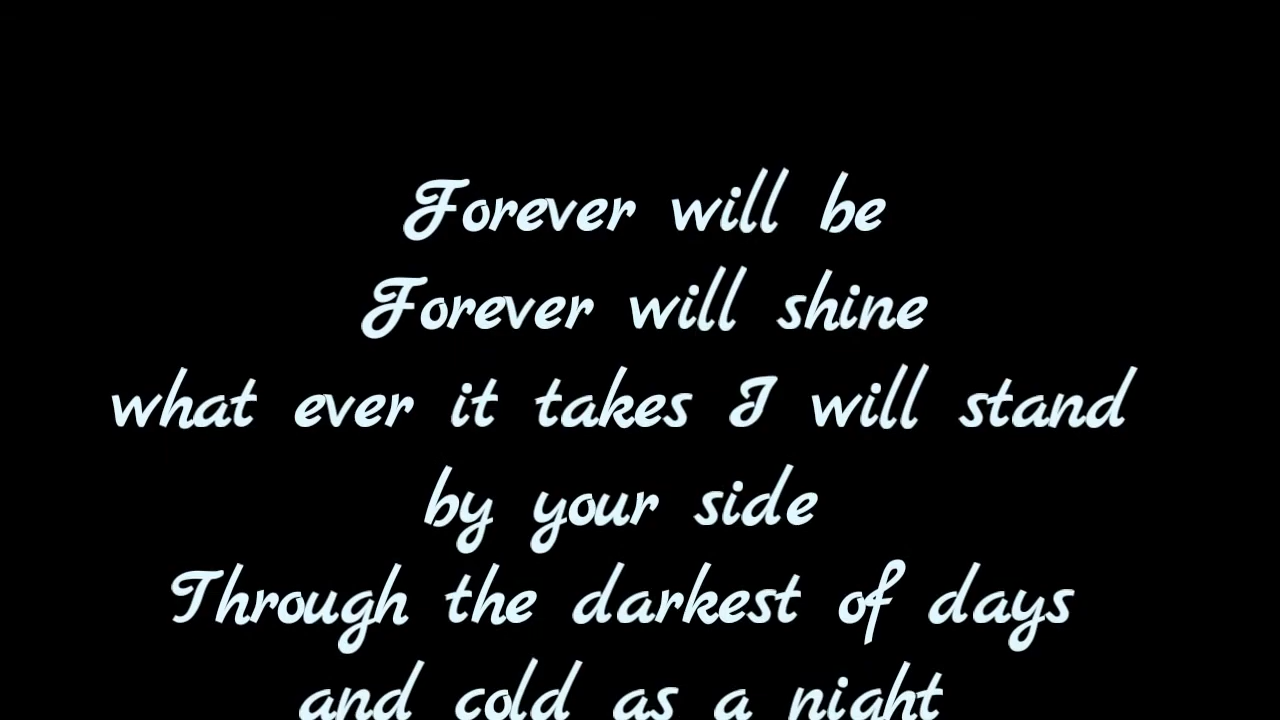 Forever will be
Forever will shine
what ever it takes I will stand
by your side
Through the darkest of days
and cold as a night